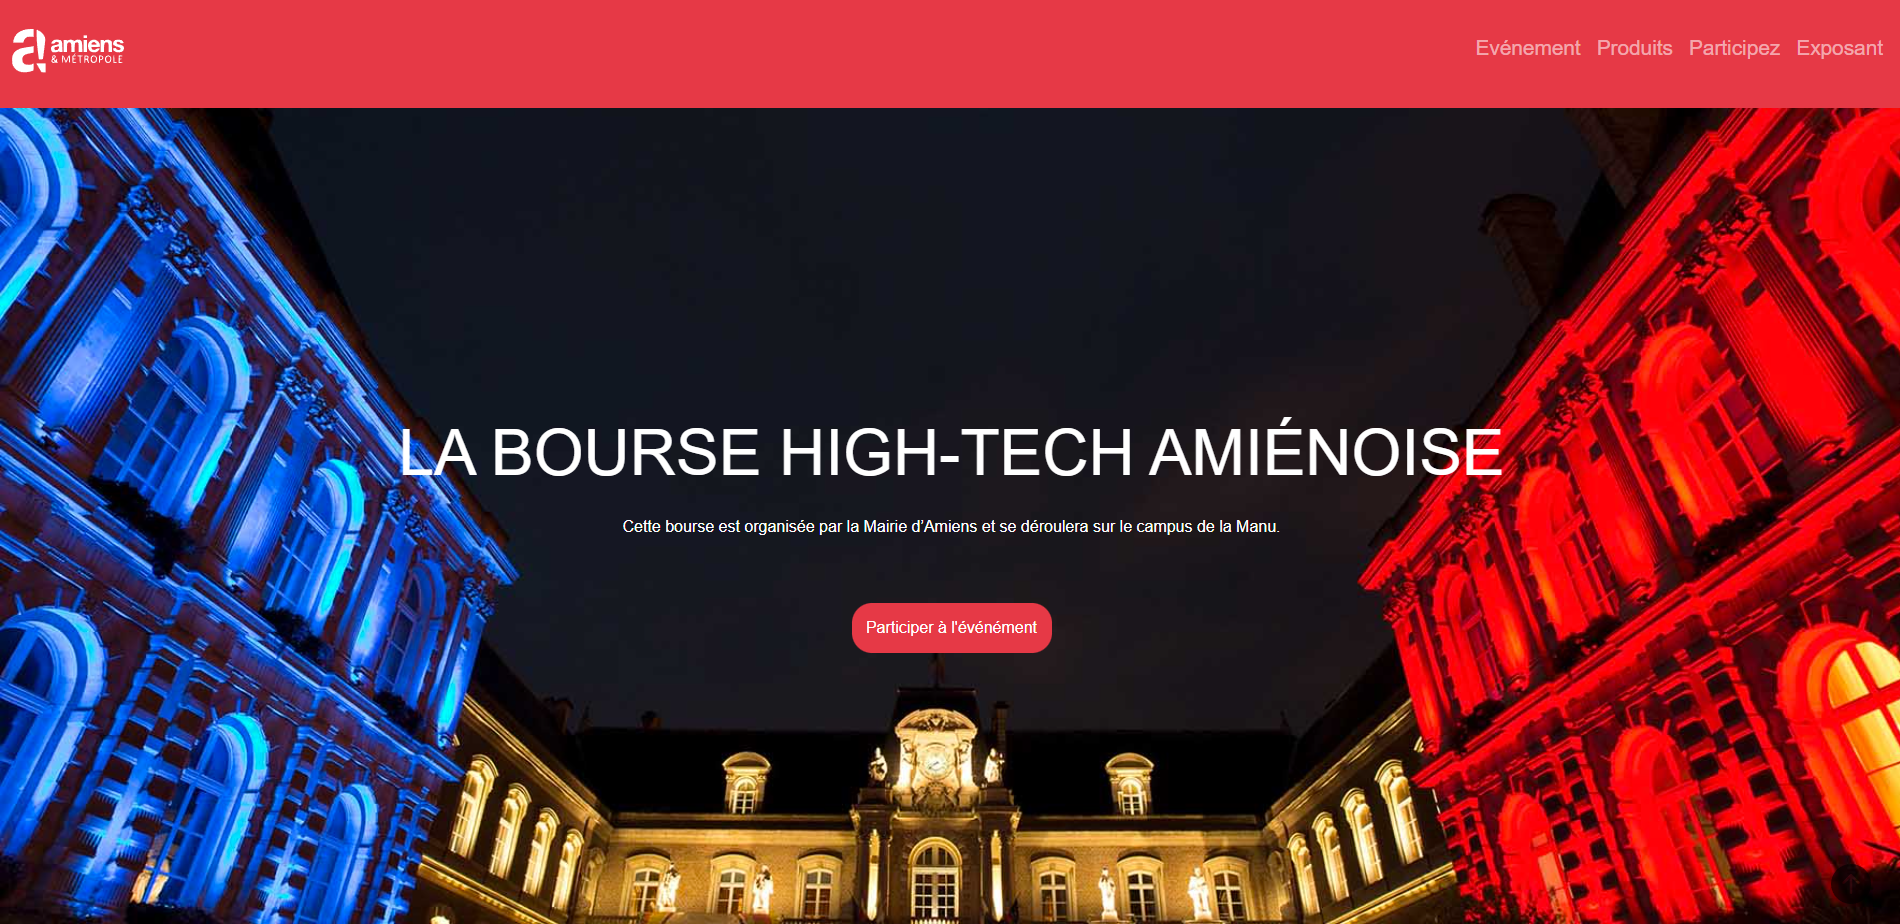 amiens
& MÉTROPOLE
Evénement Produits Participez Exposant
LA BOURSE HIGH-TECH AMIÉNOISE
Cette bourse est organisée par la Mairie d’Amiens et se déroulera sur le campus de la Manu.
Participer à l'événément